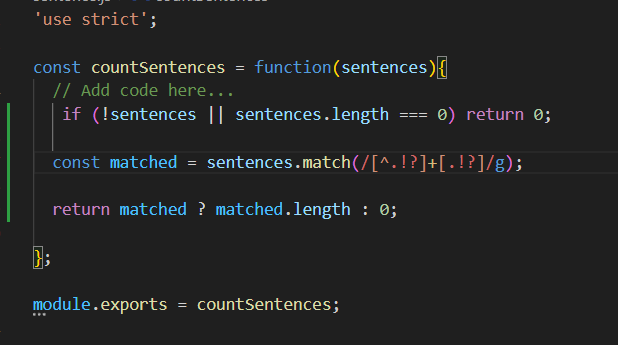 'use strict';
const countSentences = function(sentences){
// Add code here...
if (!sentences || sentences.length === 0) return 0;
const matched = sentences.match(/[^.!?]+[.!?]/g);
return matched ? matched.length : 0;
};
module.exports = countSentences;